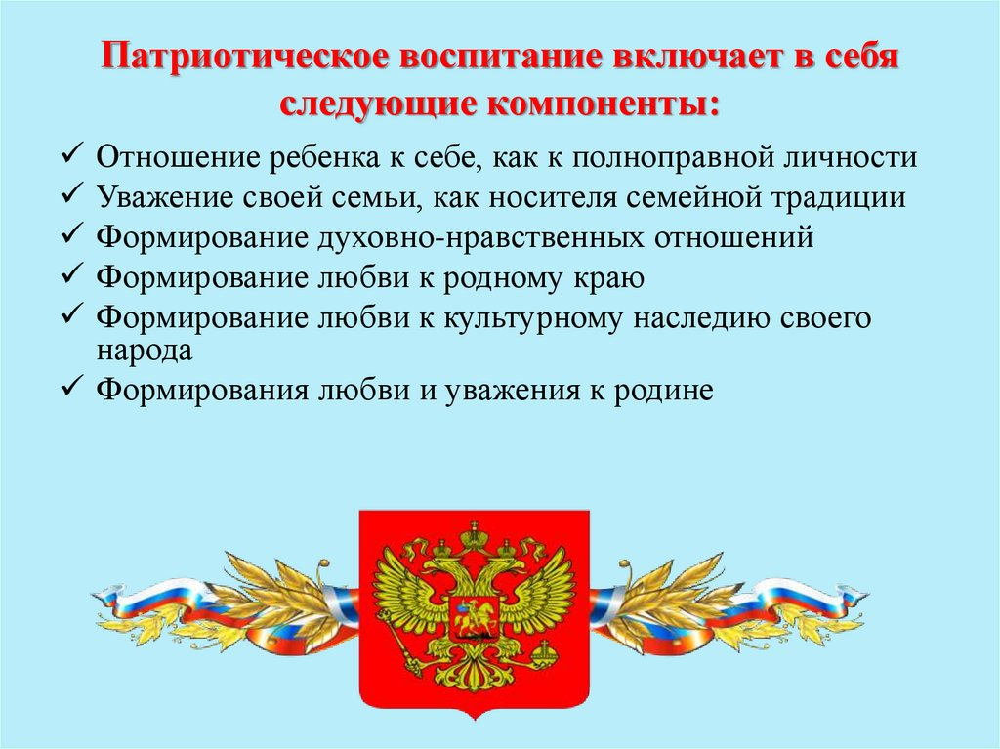 Патриотическое воспитание включает в себя
следующие компоненты:
✓ Отношение ребенка к себе, как к полноправной личности
✓ Уважение своей семьи, как носителя семейной традиции
✓ Формирование духовно-нравственных отношений
✓ Формирование любви к родному краю
✓ Формирование любви к культурному наследию своего
народа
✓ Формирования любви и уважения к родине